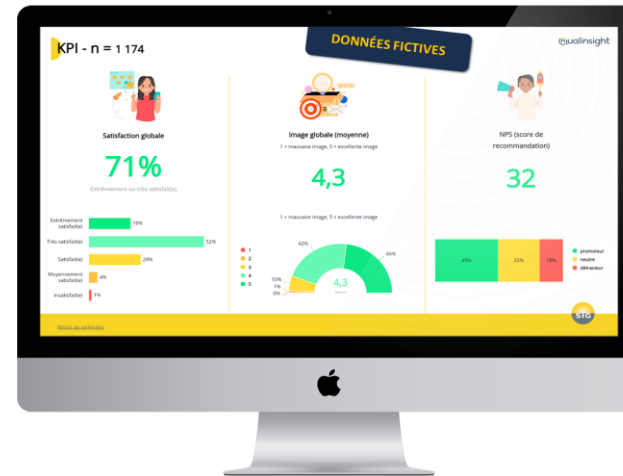 KPI - n = 1 174
DONNÉES FICTIVES
Qualinsight
Satisfaction globale
71%
Extrêmement ou très satisfait(e)
Extrêmement
satisfait(e)
19%
Très satisfait(e)
52%
Satisfait(e)
24%
Moyennement
satisfait(e)
4%
Insatisfait(e)
1%
Image globale (moyenne)
1 = mauvaise image, 5 = excellente image
4,3
1 = mauvaise image, 5 = excellente image
1
2
3
4
5
42%
46%
10%
1%
0%
4,3
NPS (score de
recommandation)
32
49%
33%
18%
promoteur
neutre
détracteur
Retour au sommaire
SIG